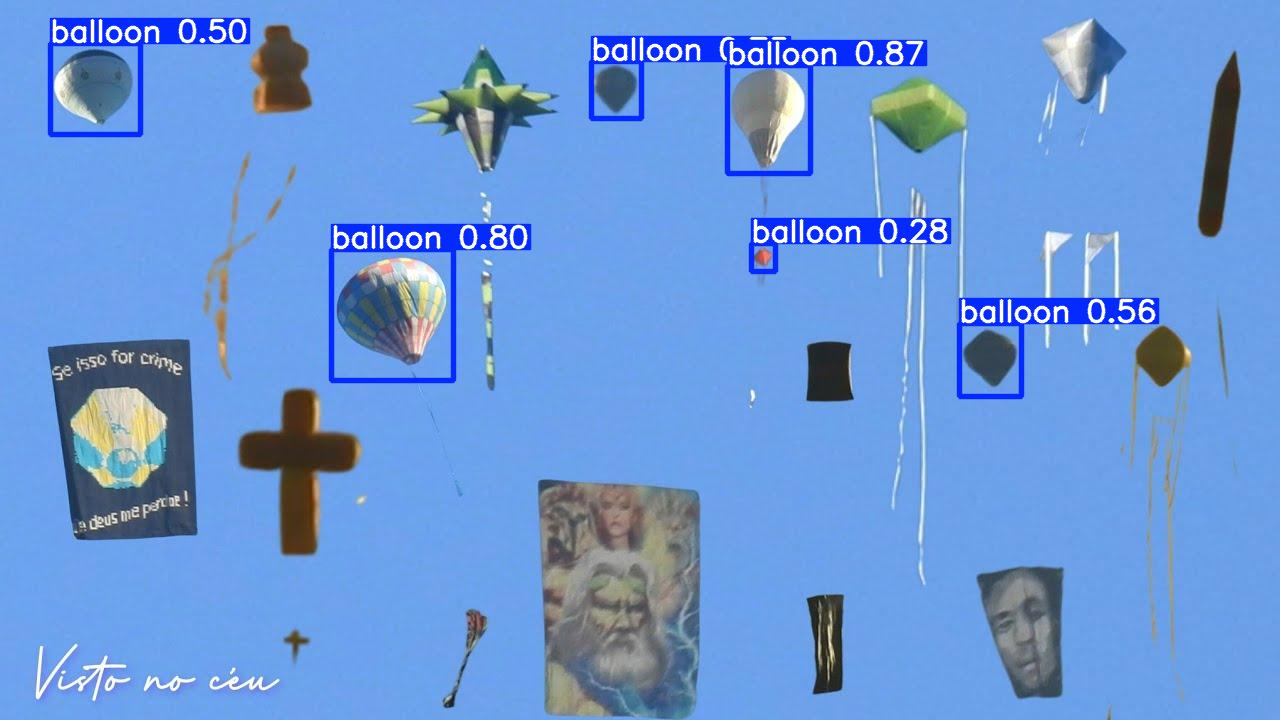 balloon 0.50
balloon
balloon 0.87
balloon 0.80
balloon 0.28
balloon 0.56
Se isso for crime
deus me perdoe !
Visto no céu